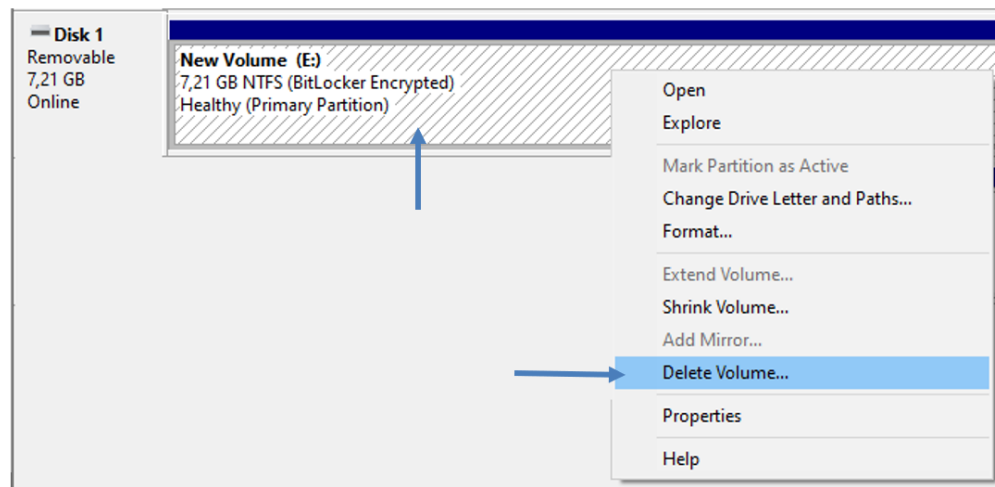 Disk 1
Removable
7,21 GB
Online
New Volume (E:)
7,21 GB NTFS (BitLocker Encrypted)
Healthy (Primary Partition)
Open
Explore
Mark Partition as Active
Change Drive Letter and Paths...
Format...
Extend Volume...
Shrink Volume...
Add Mirror...
Delete Volume...
Properties
Help